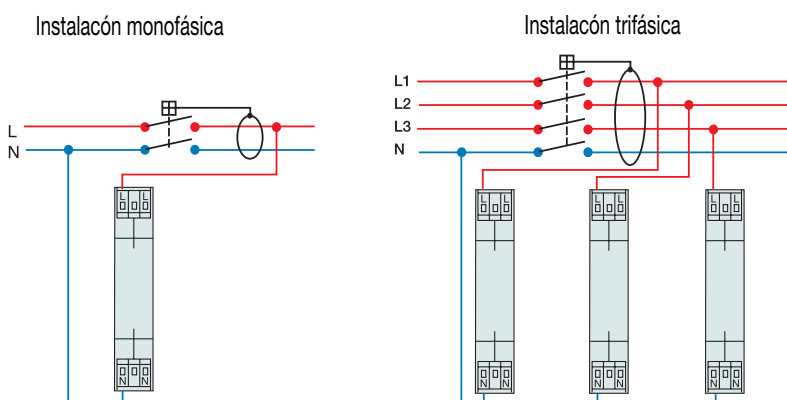 Instalacón monofásica
Instalacón trifásica
L1
L2
L3
N
L
N
L L
L L
L L
L L
N N
N N
N N
N N